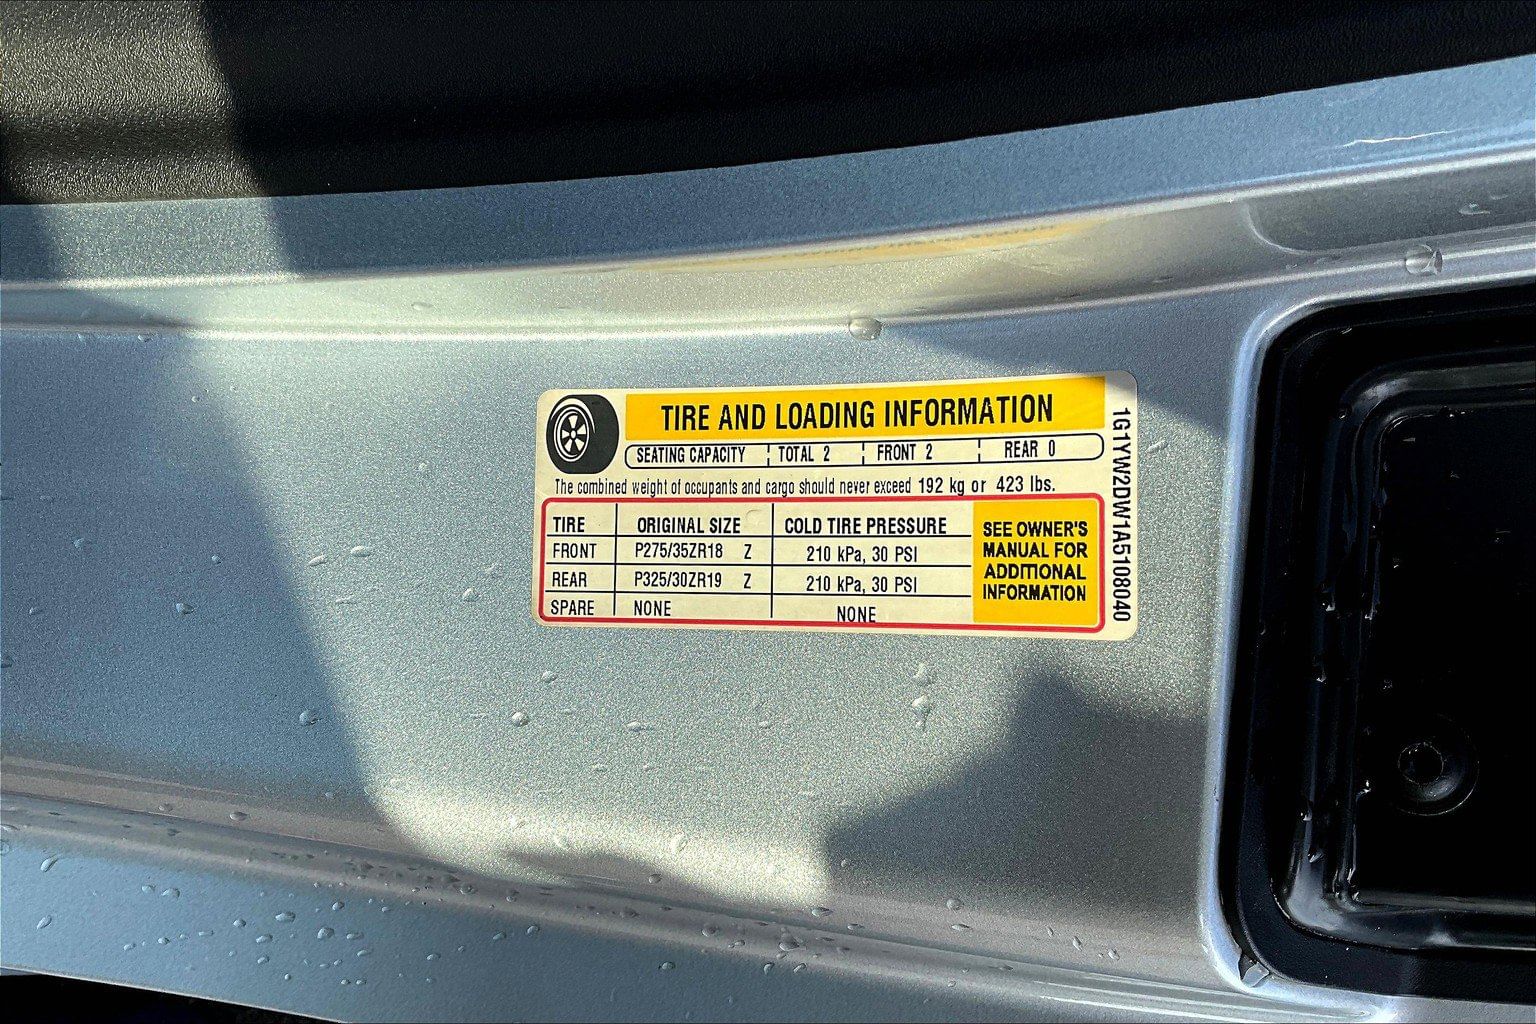 TIRE AND LOADING INFORMATION
SEATING CAPACITY TOTAL 2 FRONT 2 REAR 0
The combined weight of occupants and cargo should never exceed 192 kg or 423 lbs.
TIRE ORIGINAL SIZE COLD TIRE PRESSURE
FRONT P275/35ZR18 Z 210 kPa, 30 PSI
REAR P325/30ZR19 Z 210 kPa, 30 PSI
SPARE NONE NONE
SEE OWNER'S
MANUAL FOR
ADDITIONAL
INFORMATION
1G1YW2DW1A5108040